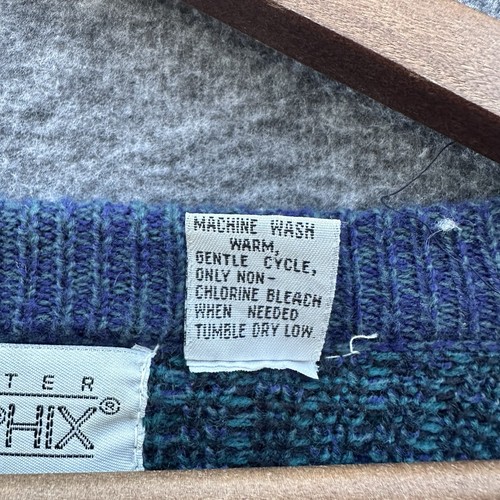 MACHINE WASH
WARM,
GENTLE CYCLE,
ONLY NON-
CHLORINE BLEACH
WHEN NEEDED
TUMBLE DRY LOW
TER
PHIX®